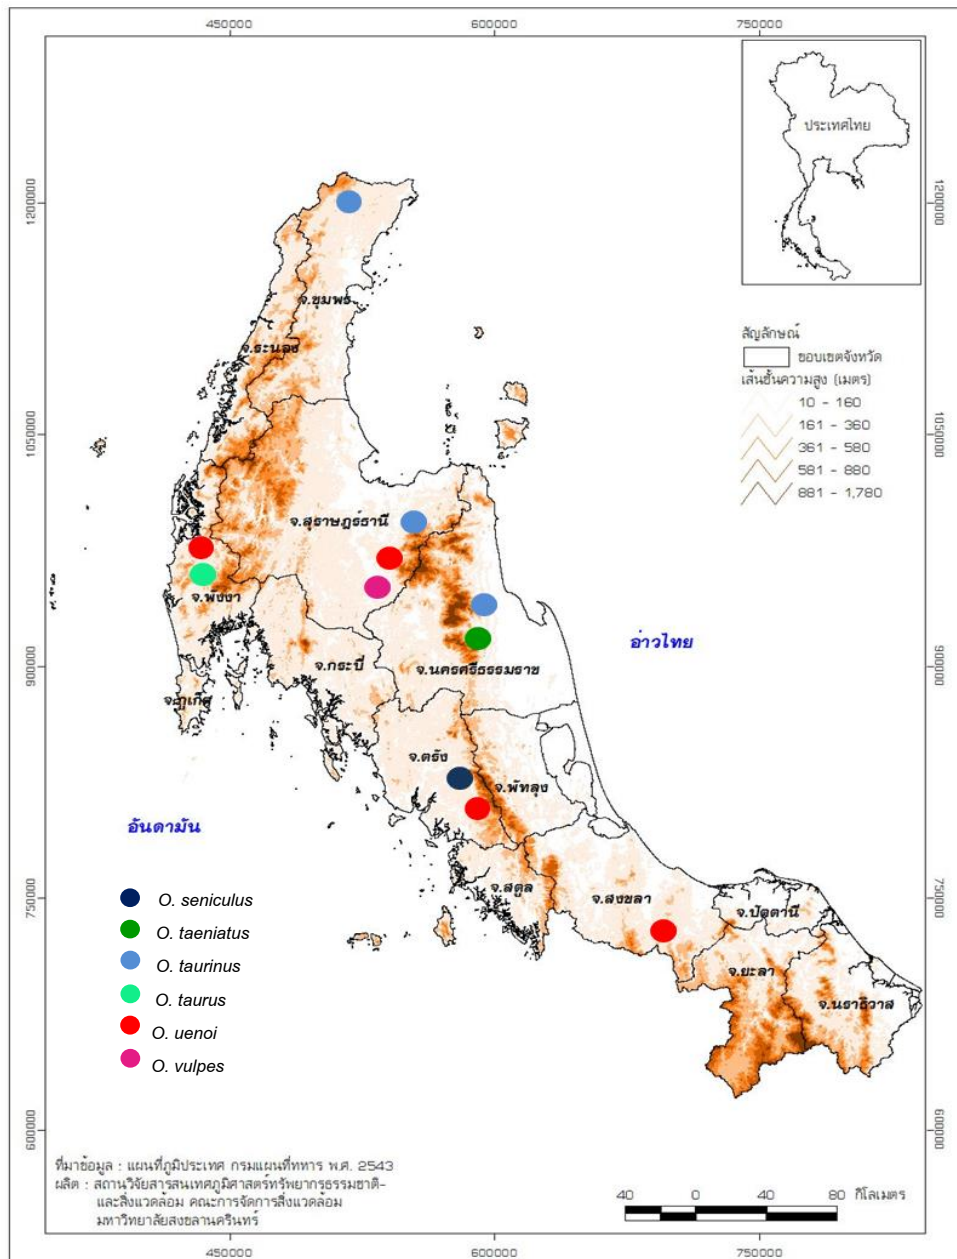 450000 600000 750000
ประเทศไทย
1200000 1200000
จ.ชุมพร
จ.ระนอง
สัญลักษณ์
ขอบเขตจังหวัด
เส้นชั้นความสูง (เมตร)
10 - 160
161 - 360
361 - 580
581 - 880
881 - 1,780
1050000 1050000
จ.สุราษฎร์ธานี
จ.พังงา
อ่าวไทย
จ.กระบี่
จ.นครศรีธรรมราช
900000 900000
จ.ภูเก็ต
จ.ตรัง
จ.พัทลุง
อันดามัน
จ.สตูล
จ.สงขลา
จ.ปัตตานี
750000 750000
จ.ยะลา
จ.นราธิวาส
O. seniculus
O. taeniatus
O. taurinus
O. taurus
O. uenoi
O. vulpes
600000 600000
ที่มาข้อมูล : แผนที่ภูมิประเทศ กรมแผนที่ทหาร พ.ศ. 2543
ผลิต : สถานวิจัยสารสนเทศภูมิศาสตร์ทรัพยากรธรรมชาติ-
และสิ่งแวดล้อม คณะการจัดการสิ่งแวดล้อม
มหาวิทยาลัยสงขลานครินทร์
40 0 40 80 กิโลเมตร
450000 600000 750000